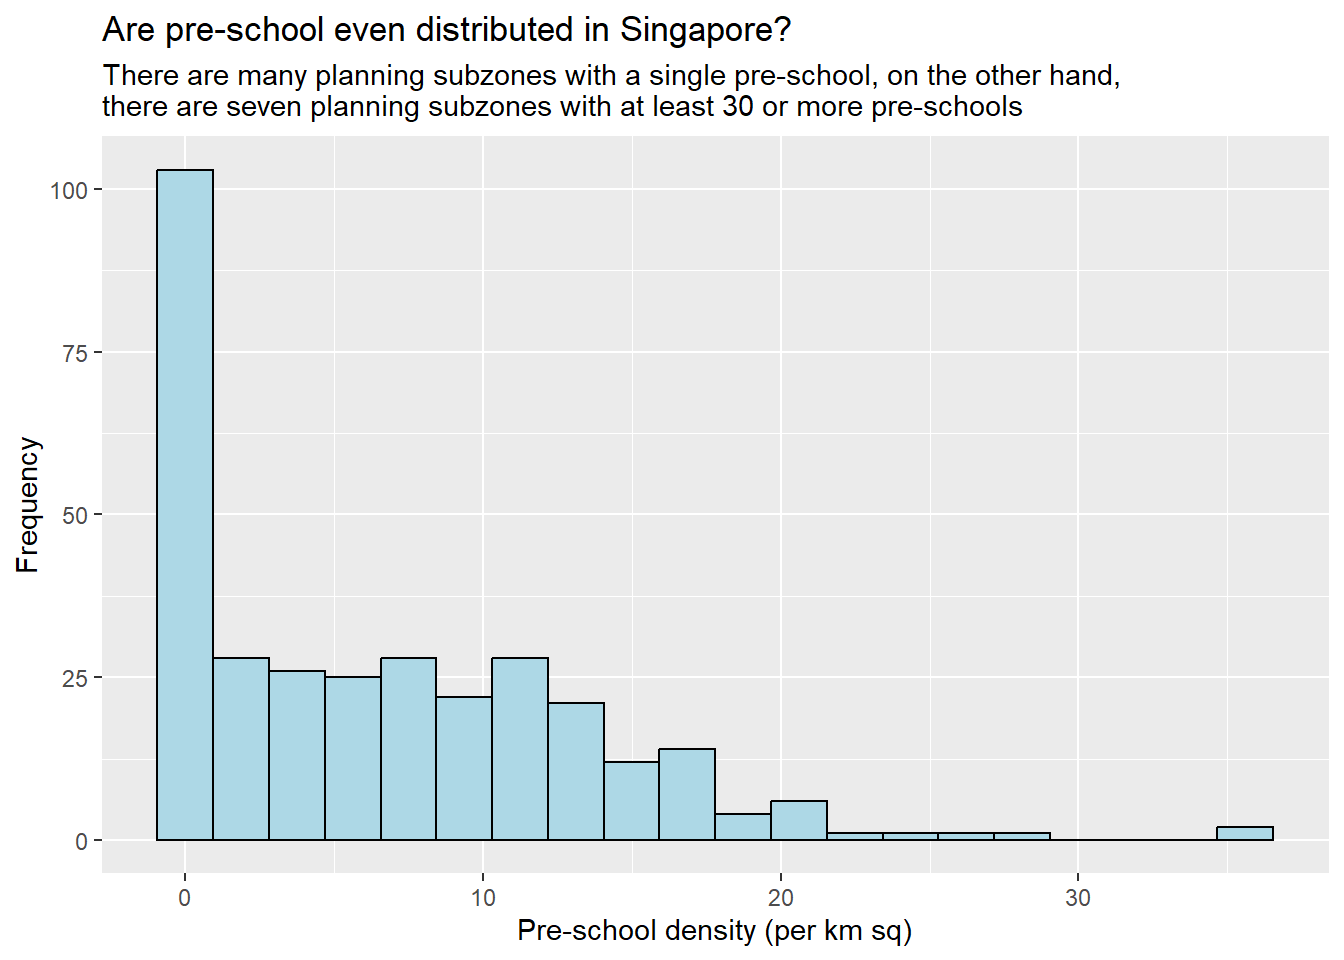 Are pre-school even distributed in Singapore?
There are many planning subzones with a single pre-school, on the other hand,
there are seven planning subzones with at least 30 or more pre-schools
100
75
50
25
0
Frequency
0 10 20 30
Pre-school density (per km sq)